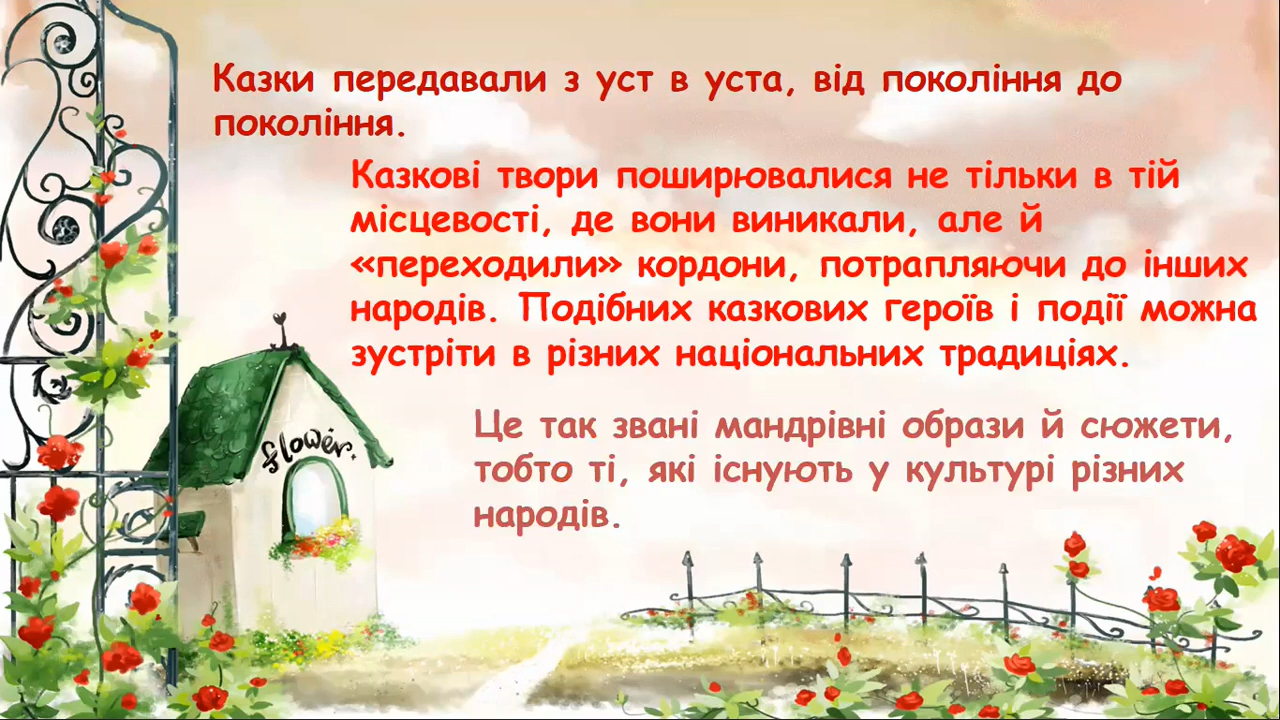 Казки передавали з уст в уста, від покоління до
покоління.
Казкові твори поширювалися не тільки в тій
місцевості, де вони виникали, але й
«переходили» кордони, потрапляючи до інших
народів. Подібних казкових героїв і події можна
зустріти в різних національних традиціях.
flower.
Це так звані мандрівні образи й сюжети,
тобто ті, які існують у культурі різних
народів.